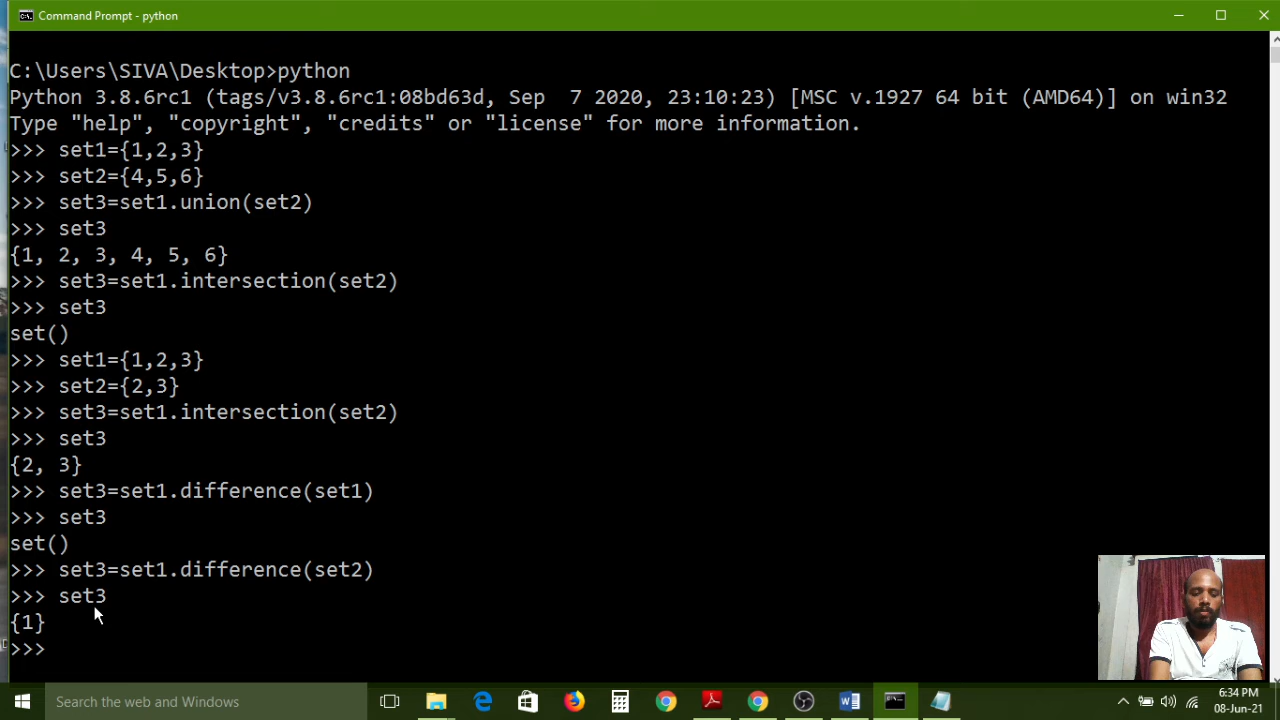 Command Prompt - python
C:\Users\SIVA\Desktop>python
Python 3.8.6rc1 (tags/v3.8.6rc1:08bd63d, Sep  7 2020, 23:10:23) [MSC v.1927 64 bit (AMD64)] on win32
Type "help", "copyright", "credits" or "license" for more information.
>>> set1={1,2,3}
>>> set2={4,5,6}
>>> set3=set1.union(set2)
>>> set3
{1, 2, 3, 4, 5, 6}
>>> set3=set1.intersection(set2)
>>> set3
set()
>>> set1={1,2,3}
>>> set2={2,3}
>>> set3=set1.intersection(set2)
>>> set3
{2, 3}
>>> set3=set1.difference(set1)
>>> set3
set()
>>> set3=set1.difference(set2)
>>> set3
{1}
>>>
Search the web and Windows
6:34 PM
08-Jun-21